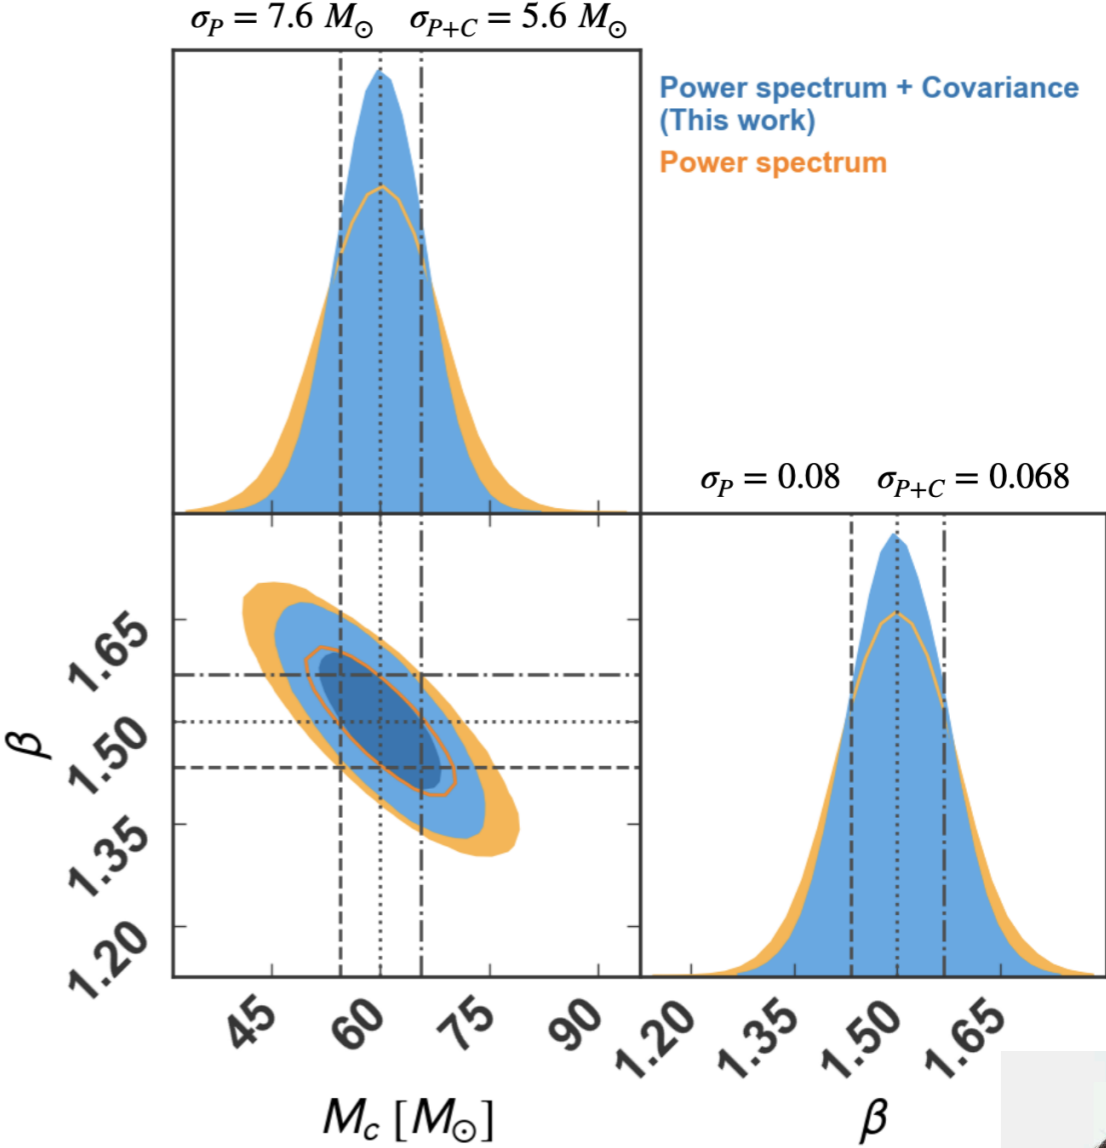 σ_P = 7.6 M_⊙ σ_{P+C} = 5.6 M_⊙
Power spectrum + Covariance
(This work)
Power spectrum
σ_P = 0.08 σ_{P+C} = 0.068
β
1.65
1.50
1.35
1.20
45 60 75 90
1.20 1.35 1.50 1.65
M_c [M_⊙]
β